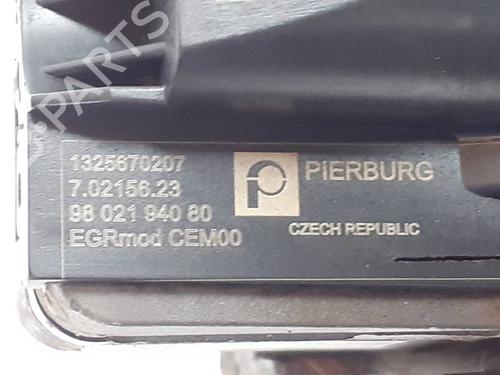 1325670207
7.02156.23
98 021 940 80
EGRmod CEM00
PIERBURG
CZECH REPUBLIC
B-PARTS